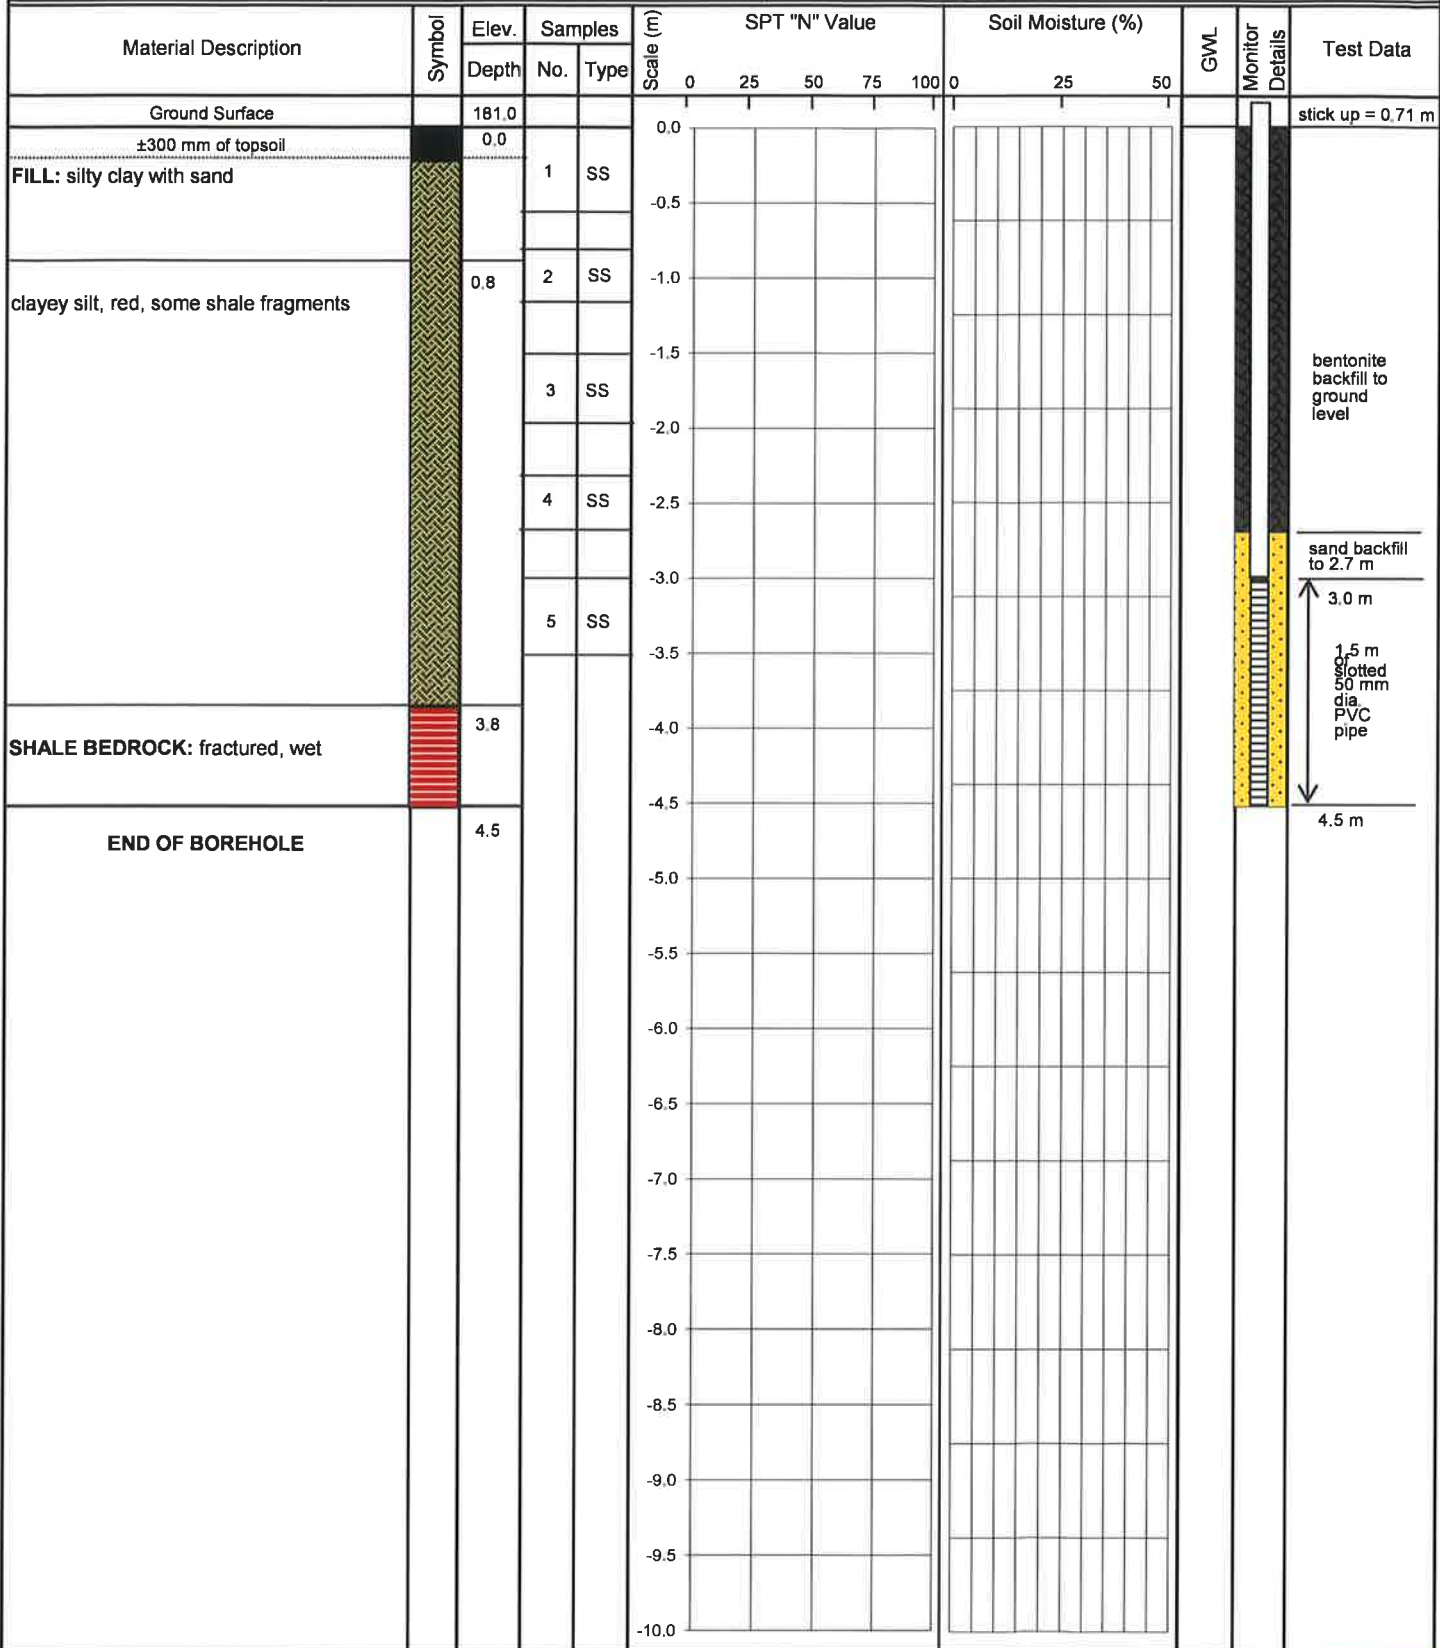 Material Description
Symbol
Elev.
Depth
Samples
No. Type
Scale (m)
SPT "N" Value
0 25 50 75 100
Soil Moisture (%)
0 25 50
GWL
Monitor
Details
Test Data
Ground Surface 181.0
stick up = 0.71 m
±300 mm of topsoil 0.0
FILL: silty clay with sand
1 SS
0.8
2 SS
clayey silt, red, some shale fragments
3 SS
4 SS
5 SS
3.8
SHALE BEDROCK: fractured, wet
4.5
END OF BOREHOLE
0.0
-0.5
-1.0
-1.5
-2.0
-2.5
-3.0
-3.5
-4.0
-4.5
-5.0
-5.5
-6.0
-6.5
-7.0
-7.5
-8.0
-8.5
-9.0
-9.5
-10.0
bentonite
backfill to
ground
level
sand backfill
to 2.7 m
3.0 m
1.5 m
of
slotted
50 mm
dia.
PVC
pipe
4.5 m